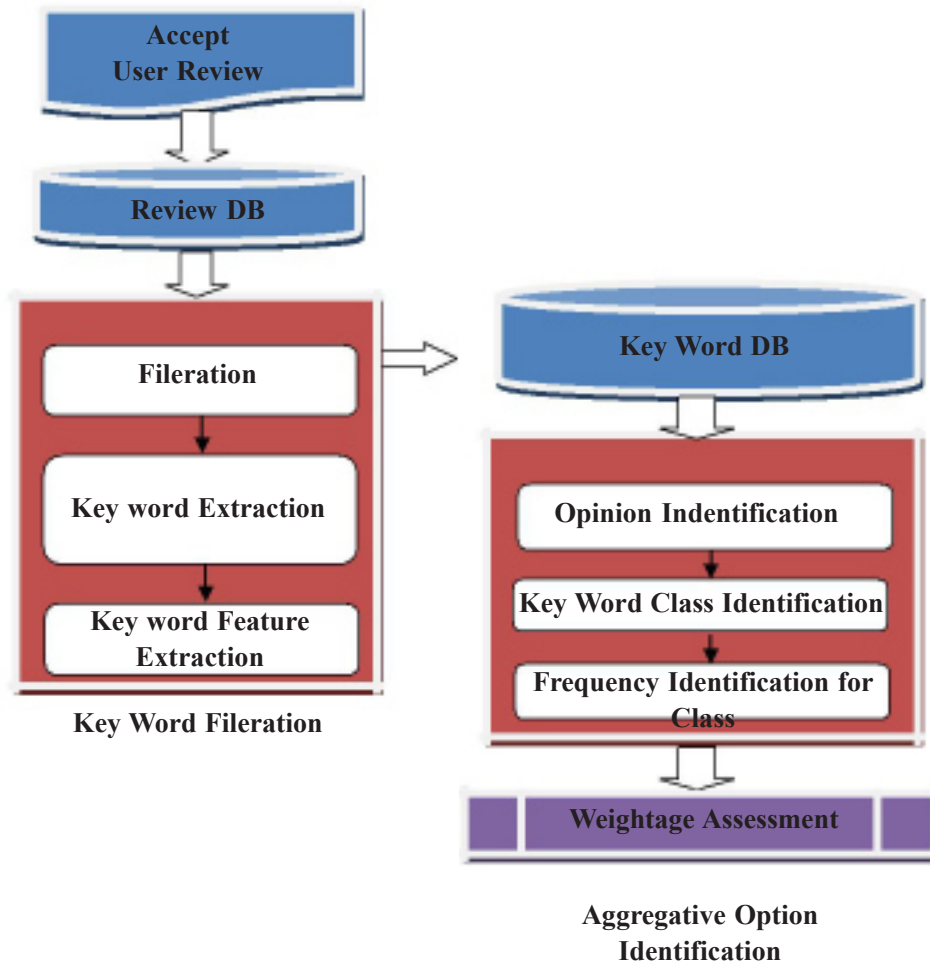 Accept
User Review
Review DB
Fileration
Key word Extraction
Key word Feature
Extraction
Key Word Fileration
Key Word DB
Opinion Indentification
Key Word Class Identification
Frequency Identification for
Class
Weightage Assessment
Aggregative Option
Identification